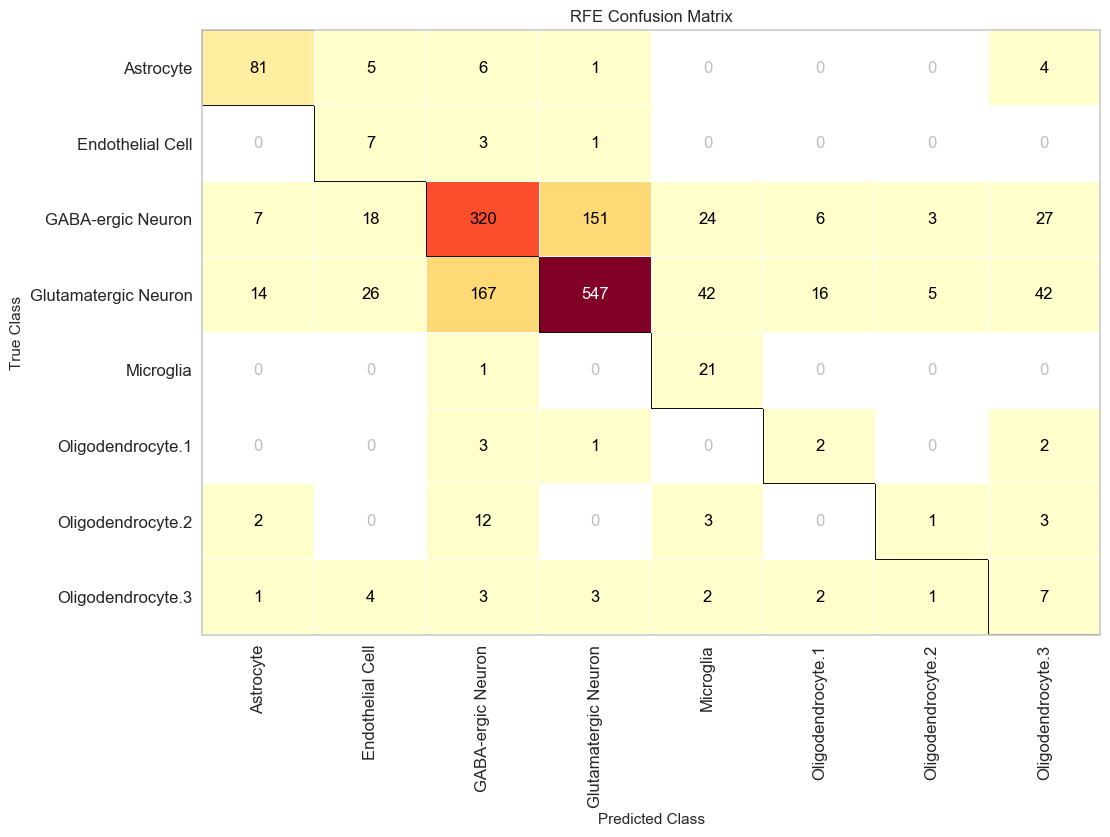 RFE Confusion Matrix
True Class
Astrocyte 81 5 6 1 0 0 0 4
Endothelial Cell 0 7 3 1 0 0 0 0
GABA-ergic Neuron 7 18 320 151 24 6 3 27
Glutamatergic Neuron 14 26 167 547 42 16 5 42
Microglia 0 0 1 0 21 0 0 0
Oligodendrocyte.1 0 0 3 1 0 2 0 2
Oligodendrocyte.2 2 0 12 0 3 0 1 3
Oligodendrocyte.3 1 4 3 3 2 2 1 7
Astrocyte
Endothelial Cell
GABA-ergic Neuron
Glutamatergic Neuron
Microglia
Oligodendrocyte.1
Oligodendrocyte.2
Oligodendrocyte.3
Predicted Class